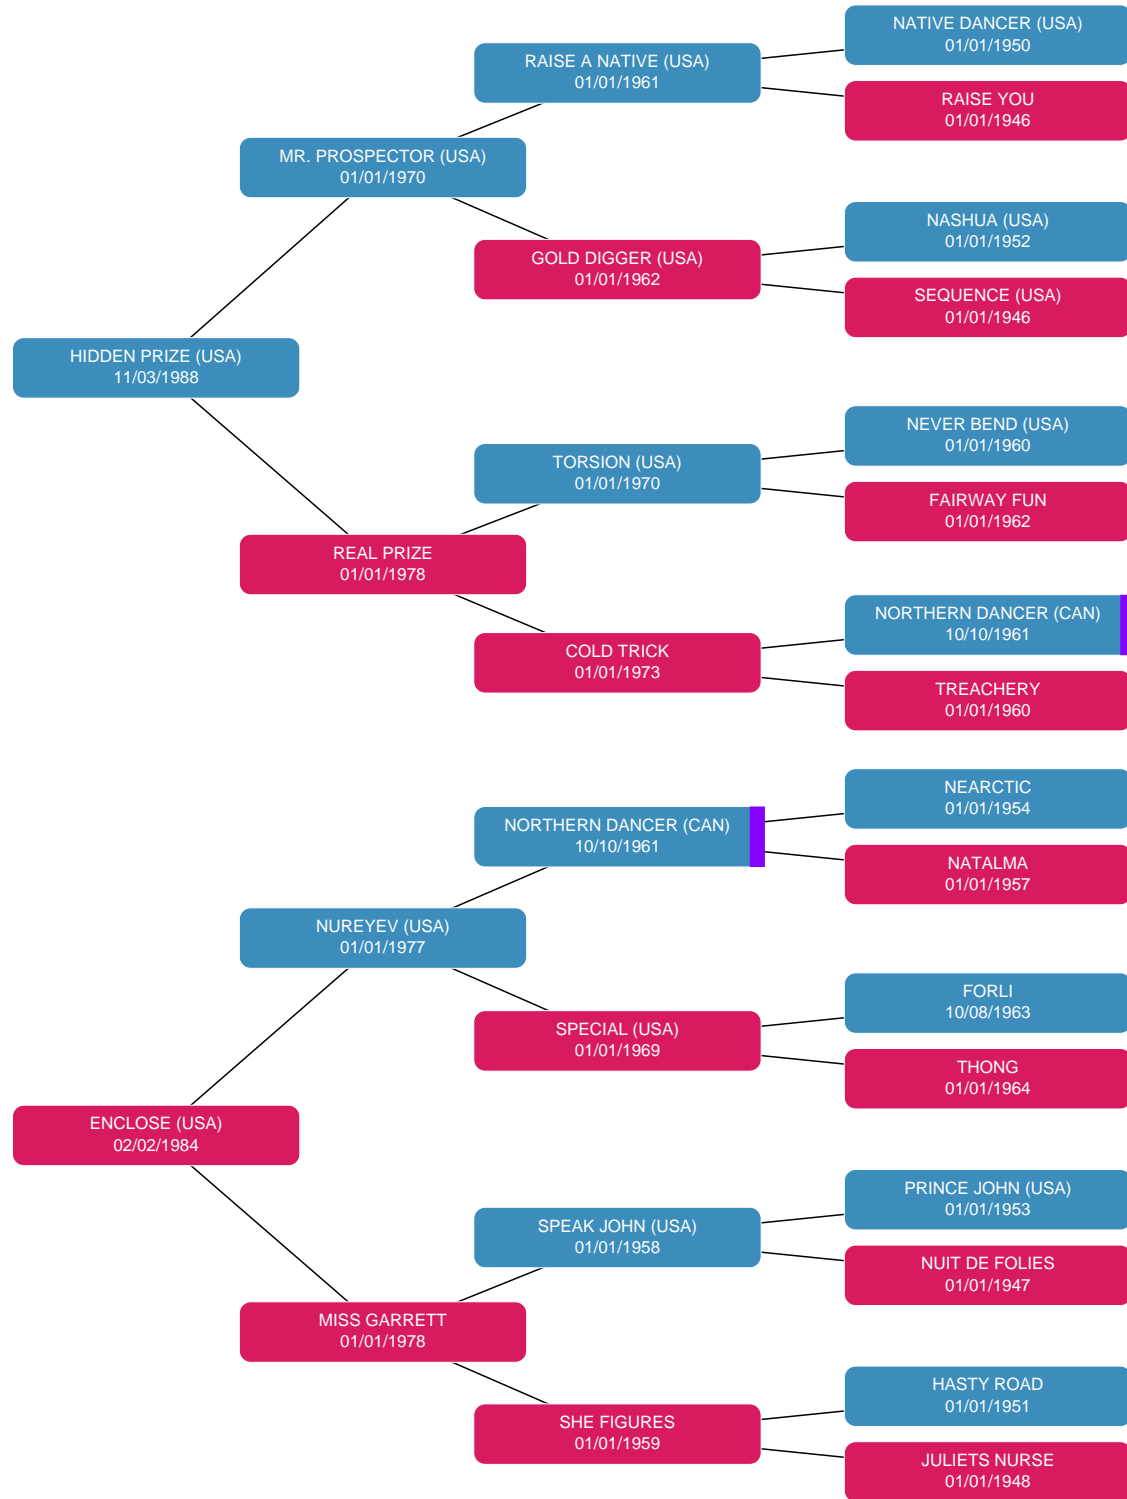 NATIVE DANCER (USA)
01/01/1950
RAISE A NATIVE (USA)
01/01/1961
RAISE YOU
01/01/1946
MR. PROSPECTOR (USA)
01/01/1970
NASHUA (USA)
01/01/1952
GOLD DIGGER (USA)
01/01/1962
SEQUENCE (USA)
01/01/1946
HIDDEN PRIZE (USA)
11/03/1988
NEVER BEND (USA)
01/01/1960
TORSION (USA)
01/01/1970
FAIRWAY FUN
01/01/1962
REAL PRIZE
01/01/1978
NORTHERN DANCER (CAN)
10/10/1961
COLD TRICK
01/01/1973
TREACHERY
01/01/1960
NEARCTIC
01/01/1954
NORTHERN DANCER (CAN)
10/10/1961
NATALMA
01/01/1957
NUREYEV (USA)
01/01/1977
FORLI
10/08/1963
SPECIAL (USA)
01/01/1969
THONG
01/01/1964
ENCLOSE (USA)
02/02/1984
PRINCE JOHN (USA)
01/01/1953
SPEAK JOHN (USA)
01/01/1958
NUIT DE FOLIES
01/01/1947
MISS GARRETT
01/01/1978
HASTY ROAD
01/01/1951
SHE FIGURES
01/01/1959
JULIETS NURSE
01/01/1948